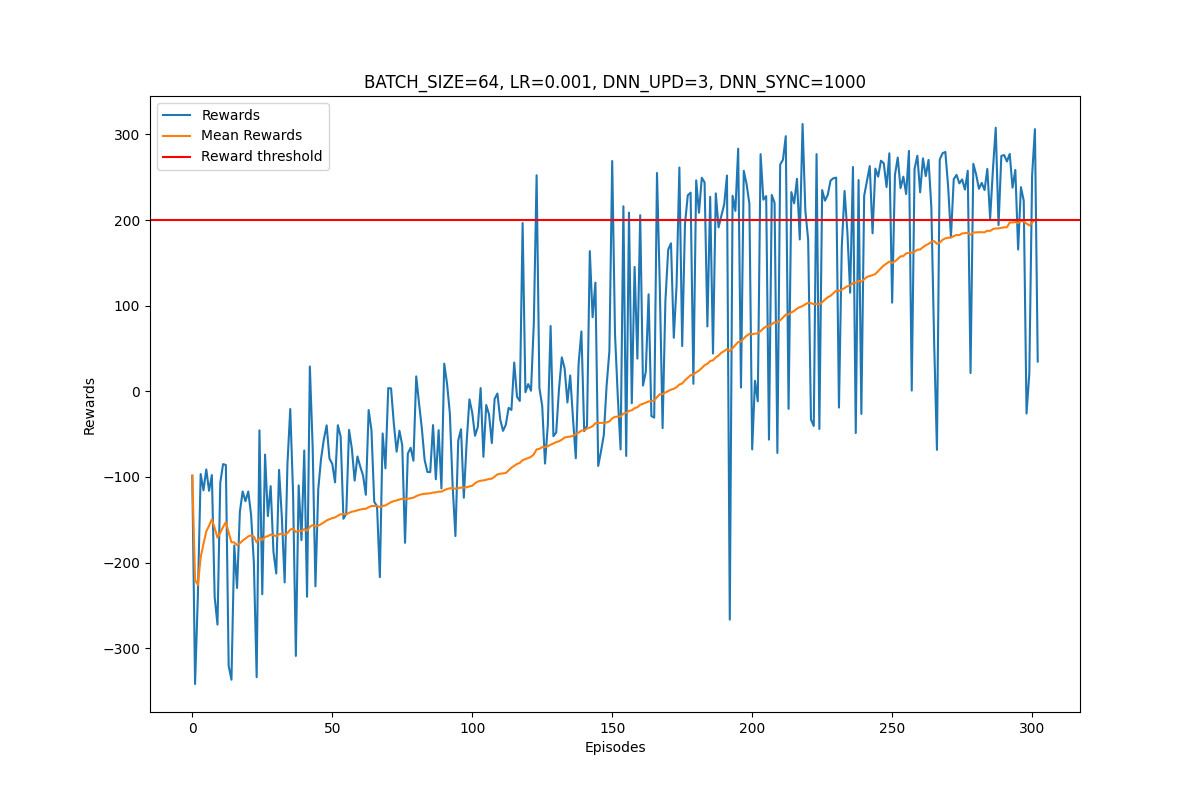 BATCH_SIZE=64, LR=0.001, DNN_UPD=3, DNN_SYNC=1000
Rewards
Mean Rewards
Reward threshold
300
200
100
0
−100
−200
−300
Rewards
0
50
100
150
200
250
300
Episodes